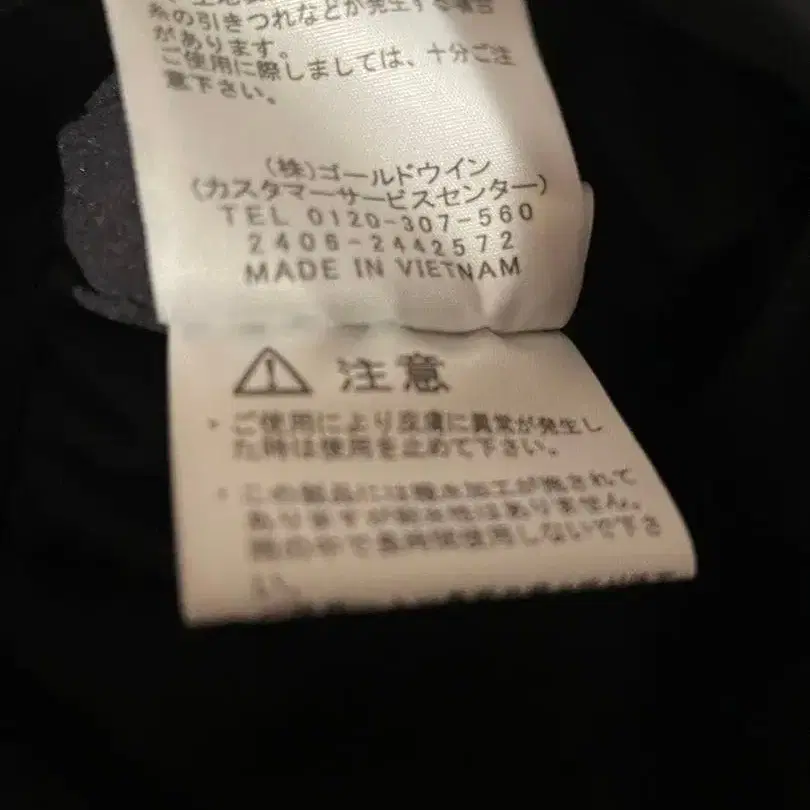 糸の引きつれなどが発生する場合
があります。
ご使用に際しましては、十分ご注
意下さい。
(株)ゴールドウイン
(カスタマーサービスセンター)
TEL 0120-307-560
2406-2442572
MADE IN VIETNAM
注意
・ご使用により皮膚に異常が発生し
た時は使用を止めて下さい。
・この製品には撥水加工が施されて
ありますが防水性はありません。
雨の中で長時間使用しないで下さ
い。